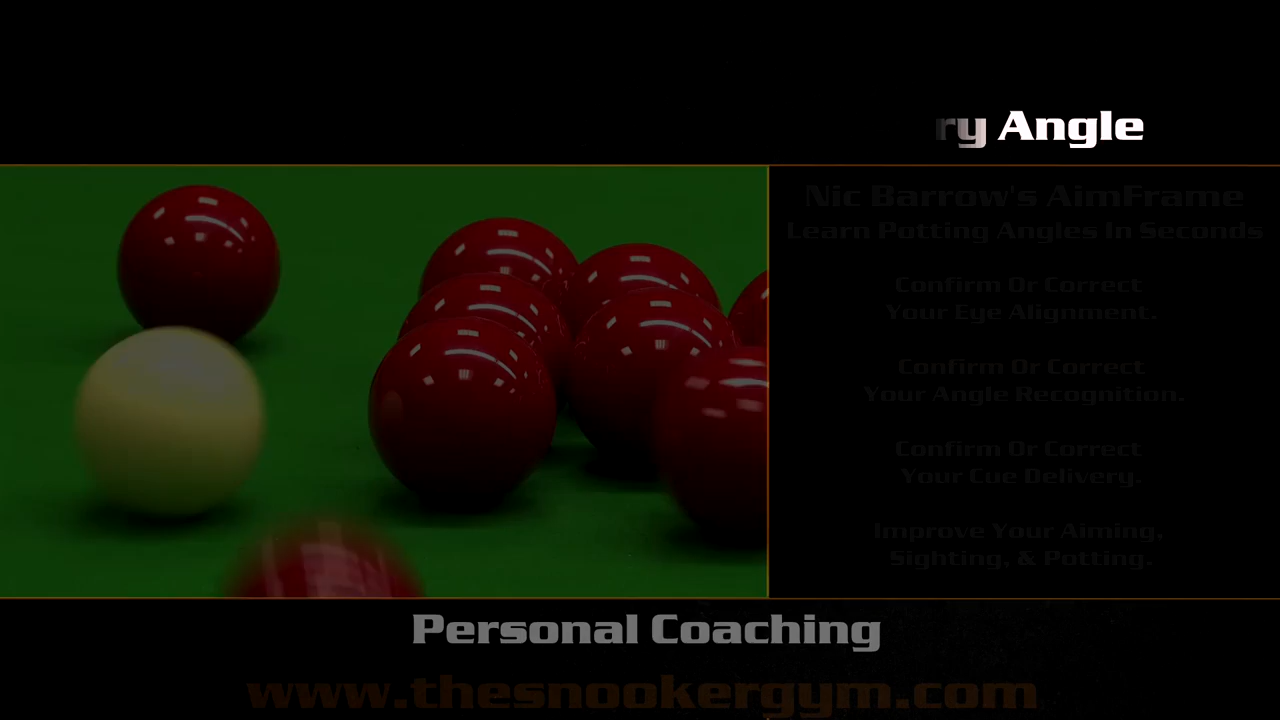 ry Angle
Nic Barrow's AimFrame
Learn Potting Angles In Seconds
Confirm Or Correct
Your Eye Alignment.
Confirm Or Correct
Your Angle Recognition.
Confirm Or Correct
Your Cue Delivery.
Improve Your Aiming,
Sighting, & Potting.
Personal Coaching
www.thesnookergym.com